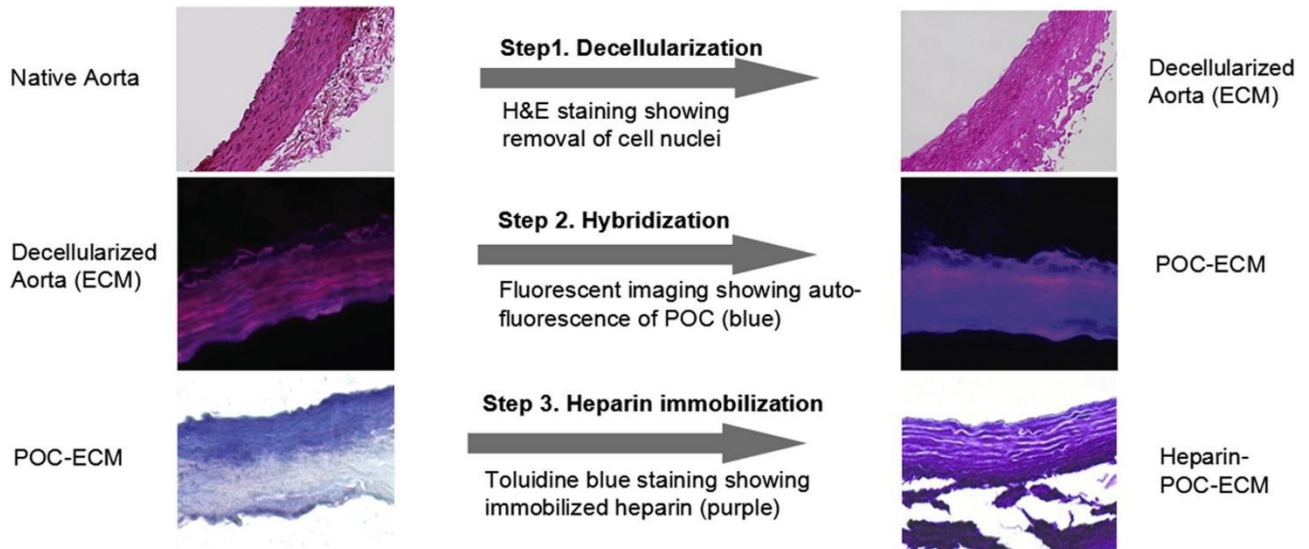 Native Aorta
Step1. Decellularization
H&E staining showing
removal of cell nuclei
Decellularized
Aorta (ECM)
Decellularized
Aorta (ECM)
Step 2. Hybridization
Fluorescent imaging showing auto-
fluorescence of POC (blue)
POC-ECM
POC-ECM
Step 3. Heparin immobilization
Toluidine blue staining showing
immobilized heparin (purple)
Heparin-
POC-ECM